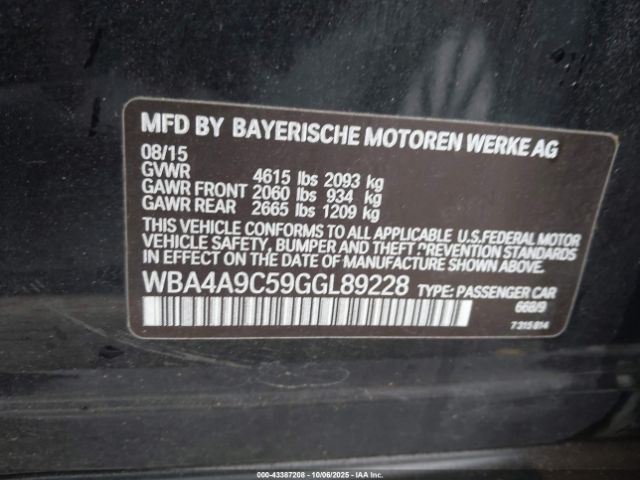 MFD BY BAYERISCHE MOTOREN WERKE AG
08/15
GVWR 4615 lbs 2093 kg
GAWR FRONT 2060 lbs 934 kg
GAWR REAR 2665 lbs 1209 kg
THIS VEHICLE CONFORMS TO ALL APPLICABLE U.S.FEDERAL MOTOR
VEHICLE SAFETY, BUMPER AND THEFT PREVENTION STANDARDS
IN EFFECT ON THE DATE OF MANUFACTURE SHOWN ABOVE.
WBA4A9C59GGL89228 TYPE: PASSENGER CAR
668/9
7 315 814
000-43387208 - 10/06/2025 - IAA Inc.